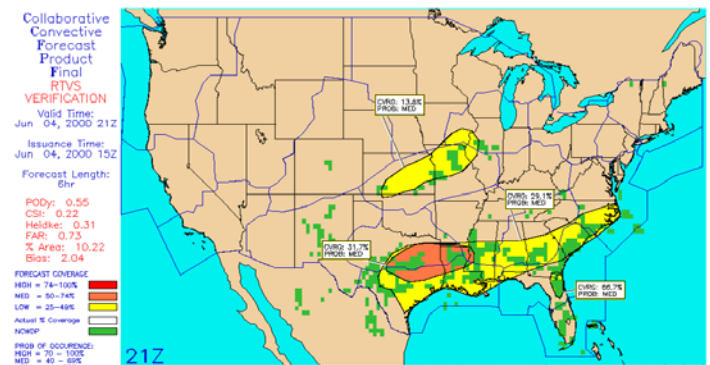 Collaborative
Convective
Forecast
Product
Final
RTVS
VERIFICATION
Valid Time:
Jun 04, 2000 21Z
Issuance Time:
Jun 04, 2000 15Z
Forecast Length:
6hr
PODy: 0.55
CSI: 0.22
Heidke: 0.31
FAR: 0.73
% Area: 10.22
Bias: 2.04
FORECAST COVERAGE
HIGH = 74-100%
MED = 50-74%
LOW = 25-49%
Actual % Coverage
NCWDP
PROB OF OCCURENCE:
HIGH = 70 - 100%
MED = 40 - 69%
CVRG: 13.8%
PROB: MED
CVRG: 29.1%
PROB: MED
CVRG: 31.7%
PROB: MED
CVRG: 66.7%
PROB: MED
21Z